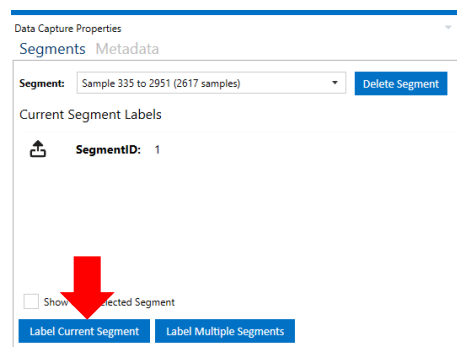 Data Capture Properties
Segments Metadata
Segment: Sample 335 to 2951 (2617 samples) Delete Segment
Current Segment Labels
SegmentID: 1
Show Selected Segment
Label Current Segment Label Multiple Segments